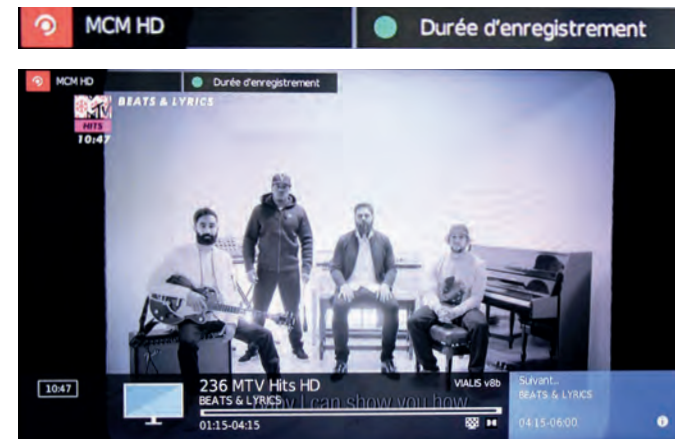 MCM HD
Durée d'enregistrement
MCM HD
Durée d'enregistrement
MTV
BEATS & LYRICS
HITS
10:47
10:47
236 MTV Hits HD
VIALIS v8b
BEATS & LYRICS
I can show you how
01:15-04:15
Suivant..
BEATS & LYRICS
04:15-06:00